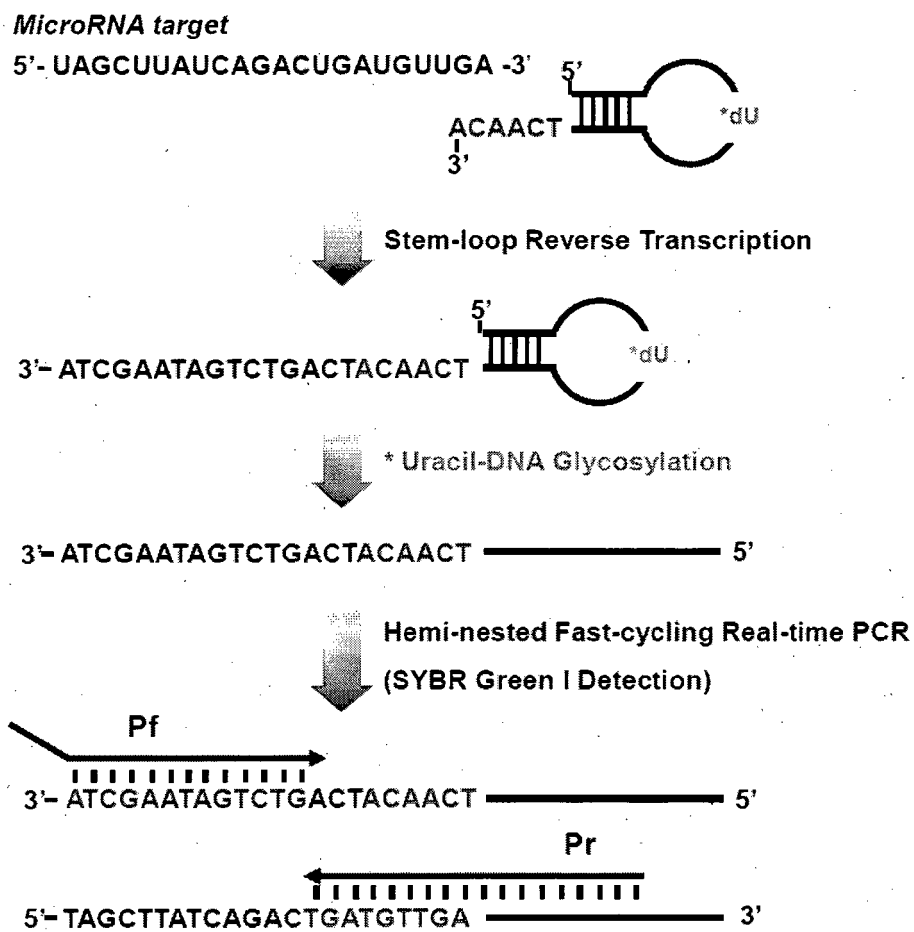 MicroRNA target
5'- UAGCUUAUCAGACUGAUGUUGA -3'
5'
*dU
ACAACT
3'
Stem-loop Reverse Transcription
5'
*dU
3'- ATCGAATAGTCTGACTACAACT
* Uracil-DNA Glycosylation
3'- ATCGAATAGTCTGACTACAACT 5'
Hemi-nested Fast-cycling Real-time PCR
(SYBR Green I Detection)
Pf
3'- ATCGAATAGTCTGACTACAACT 5'
Pr
5'- TAGCTTATCAGACTGATGTTGA 3'